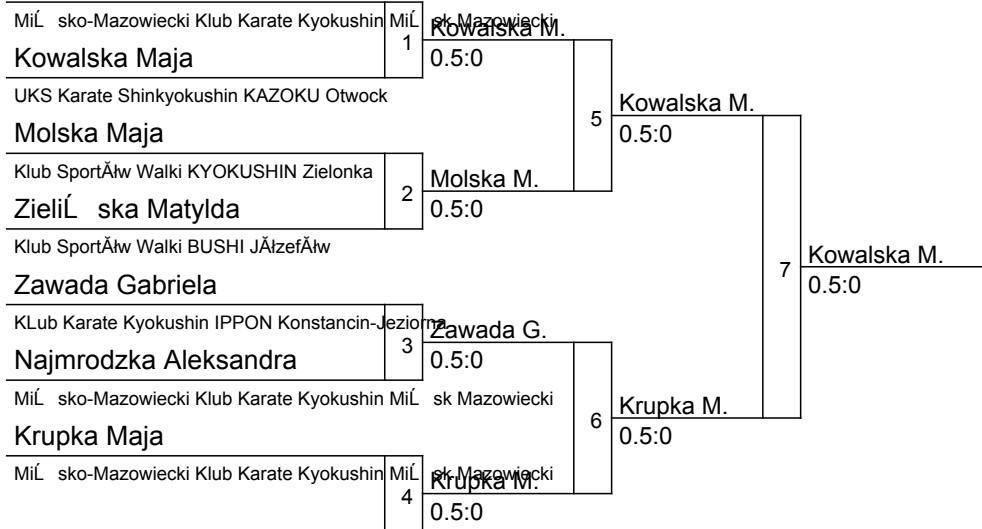 MiĹ sko-Mazowiecki Klub Karate Kyokushin MiĹ sk Mazowiecki
Kowalska M.
1
Kowalska Maja
0.5:0
UKS Karate Shinkyokushin KAZOKU Otwock
Kowalska M.
5
Molska Maja
0.5:0
Klub SportĂłw Walki KYOKUSHIN Zielonka
Molska M.
2
ZieliĹ ska Matylda
0.5:0
Klub SportĂłw Walki BUSHI JĂłzefĂłw
Kowalska M.
7
Zawada Gabriela
0.5:0
KLub Karate Kyokushin IPPON Konstancin-Jeziorna
Zawada G.
3
Najmrodzka Aleksandra
0.5:0
MiĹ sko-Mazowiecki Klub Karate Kyokushin MiĹ sk Mazowiecki
Krupka M.
6
Krupka Maja
0.5:0
MiĹ sko-Mazowiecki Klub Karate Kyokushin MiĹ sk Mazowiecki
Krupka M.
4
0.5:0